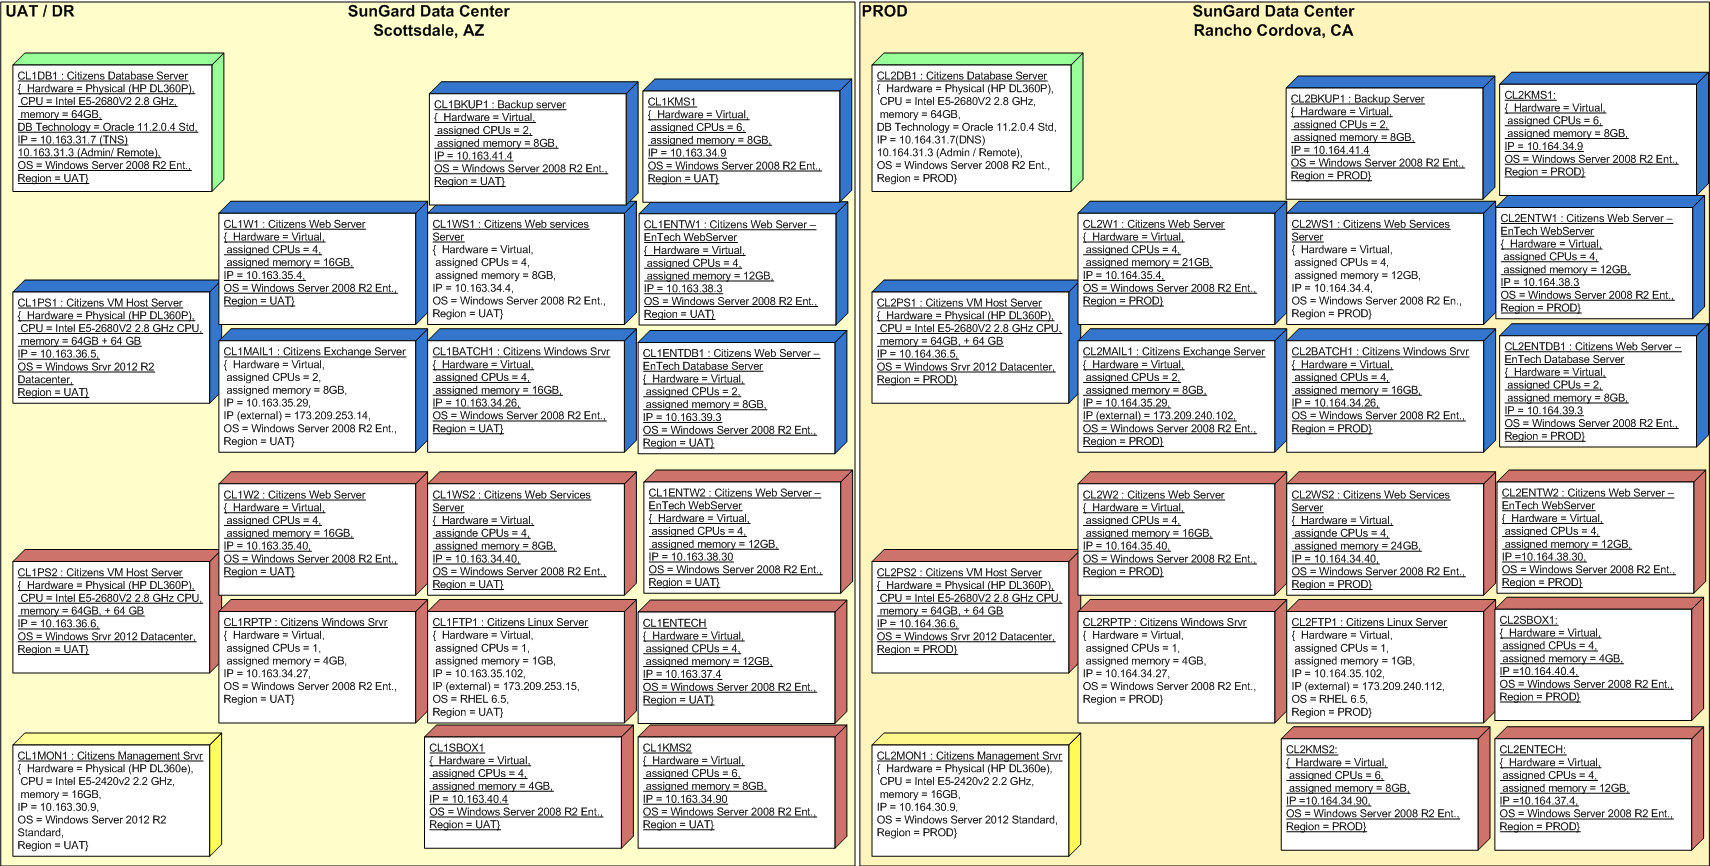 UAT / DR
SunGard Data Center
Scottsdale, AZ
CL1DB1 : Citizens Database Server
{ Hardware = Physical (HP DL360P),
CPU = Intel E5-2680V2 2.8 GHz,
memory = 64GB,
DB Technology = Oracle 11.2.0.4 Std,
IP = 10.163.31.7 (TNS)
10.163.31.3 (Admin/ Remote),
OS = Windows Server 2008 R2 Ent.,
Region = UAT}
CL1BKUP1 : Backup server
{ Hardware = Virtual,
assigned CPUs = 2,
assigned memory = 8GB,
IP = 10.163.41.4
OS = Windows Server 2008 R2 Ent.,
Region = UAT}
CL1KMS1
{ Hardware = Virtual,
assigned CPUs = 6,
assigned memory = 8GB,
IP = 10.163.34.9
OS = Windows Server 2008 R2 Ent.,
Region = UAT}
CL1PS1 : Citizens VM Host Server
{ Hardware = Physical (HP DL360P),
CPU = Intel E5-2680V2 2.8 GHz CPU,
memory = 64GB + 64 GB
IP = 10.163.36.5,
OS = Windows Srvr 2012 R2
Datacenter,
Region = UAT}
CL1W1 : Citizens Web Server
{ Hardware = Virtual,
assigned CPUs = 4,
assigned memory = 16GB,
IP = 10.163.35.4,
OS = Windows Server 2008 R2 Ent.,
Region = UAT}
CL1WS1 : Citizens Web services
Server
{ Hardware = Virtual,
assigned CPUs = 4,
assigned memory = 8GB,
IP = 10.163.34.4,
OS = Windows Server 2008 R2 Ent.,
Region = UAT}
CL1ENTW1 : Citizens Web Server –
EnTech WebServer
{ Hardware = Virtual,
assigned CPUs = 4,
assigned memory = 12GB,
IP = 10.163.38.3
OS = Windows Server 2008 R2 Ent.,
Region = UAT}
CL1MAIL1 : Citizens Exchange Server
{ Hardware = Virtual,
assigned CPUs = 2,
assigned memory = 8GB,
IP = 10.163.35.29,
IP (external) = 173.209.253.14,
OS = Windows Server 2008 R2 Ent.,
Region = UAT}
CL1BATCH1 : Citizens Windows Srvr
{ Hardware = Virtual,
assigned CPUs = 4,
assigned memory = 16GB,
IP = 10.163.34.26,
OS = Windows Server 2008 R2 Ent.,
Region = UAT}
CL1ENTDB1 : Citizens Web Server –
EnTech Database Server
{ Hardware = Virtual,
assigned CPUs = 2,
assigned memory = 8GB,
IP = 10.163.39.3
OS = Windows Server 2008 R2 Ent.,
Region = UAT}
CL1PS2 : Citizens VM Host Server
{ Hardware = Physical (HP DL360P),
CPU = Intel E5-2680V2 2.8 GHz CPU,
memory = 64GB, + 64 GB
IP = 10.163.36.6,
OS = Windows Srvr 2012 Datacenter,
Region = UAT}
CL1W2 : Citizens Web Server
{ Hardware = Virtual,
assigned CPUs = 4,
assigned memory = 16GB,
IP = 10.163.35.40,
OS = Windows Server 2008 R2 Ent.,
Region = UAT}
CL1WS2 : Citizens Web Services
Server
{ Hardware = Virtual,
assignde CPUs = 4,
assigned memory = 8GB,
IP = 10.163.34.40,
OS = Windows Server 2008 R2 Ent.,
Region = UAT}
CL1ENTW2 : Citizens Web Server –
EnTech WebServer
{ Hardware = Virtual,
assigned CPUs = 4,
assigned memory = 12GB,
IP = 10.163.38.30
OS = Windows Server 2008 R2 Ent.,
Region = UAT}
CL1RPTP : Citizens Windows Srvr
{ Hardware = Virtual,
assigned CPUs = 1,
assigned memory = 4GB,
IP = 10.163.34.27,
OS = Windows Server 2008 R2 Ent.,
Region = UAT}
CL1FTP1 : Citizens Linux Server
{ Hardware = Virtual,
assigned CPUs = 1,
assigned memory = 1GB,
IP = 10.163.35.102,
IP (external) = 173.209.253.15,
OS = RHEL 6.5,
Region = UAT}
CL1ENTECH
{ Hardware = Virtual,
assigned CPUs = 4,
assigned memory = 12GB,
IP = 10.163.37.4
OS = Windows Server 2008 R2 Ent.,
Region = UAT}
CL1MON1 : Citizens Management Srvr
{ Hardware = Physical (HP DL360e),
CPU = Intel E5-2420v2 2.2 GHz,
memory = 16GB,
IP = 10.163.30.9,
OS = Windows Server 2012 R2
Standard,
Region = UAT}
CL1SBOX1
{ Hardware = Virtual,
assigned CPUs = 4,
assigned memory = 4GB,
IP = 10.163.40.4
OS = Windows Server 2008 R2 Ent.,
Region = UAT}
CL1KMS2
{ Hardware = Virtual,
assigned CPUs = 6,
assigned memory = 8GB,
IP = 10.163.34.90
OS = Windows Server 2008 R2 Ent.,
Region = UAT}
PROD
SunGard Data Center
Rancho Cordova, CA
CL2DB1 : Citizens Database Server
{ Hardware = Physical (HP DL360P),
CPU = Intel E5-2680V2 2.8 GHz,
memory = 64GB,
DB Technology = Oracle 11.2.0.4 Std,
IP = 10.164.31.7(DNS)
10.164.31.3 (Admin / Remote),
OS = Windows Server 2008 R2 Ent.,
Region = PROD}
CL2BKUP1 : Backup Server
{ Hardware = Virtual,
assigned CPUs = 2,
assigned memory = 8GB,
IP = 10.164.41.4
OS = Windows Server 2008 R2 Ent.,
Region = PROD}
CL2KMS1:
{ Hardware = Virtual,
assigned CPUs = 6,
assigned memory = 8GB,
IP = 10.164.34.9
OS = Windows Server 2008 R2 Ent.,
Region = PROD}
CL2PS1 : Citizens VM Host Server
{ Hardware = Physical (HP DL360P),
CPU = Intel E5-2680V2 2.8 GHz CPU,
memory = 64GB, + 64 GB
IP = 10.164.36.5,
OS = Windows Srvr 2012 Datacenter,
Region = PROD}
CL2W1 : Citizens Web Server
{ Hardware = Virtual,
assigned CPUs = 4,
assigned memory = 21GB,
IP = 10.164.35.4,
OS = Windows Server 2008 R2 Ent.,
Region = PROD}
CL2WS1 : Citizens Web Services
Server
{ Hardware = Virtual,
assigned CPUs = 4,
assigned memory = 12GB,
IP = 10.164.34.4,
OS = Windows Server 2008 R2 Ent.,
Region = PROD}
CL2ENTW1 : Citizens Web Server –
EnTech WebServer
{ Hardware = Virtual,
assigned CPUs = 4,
assigned memory = 12GB,
IP = 10.164.38.3
OS = Windows Server 2008 R2 Ent.,
Region = PROD}
CL2MAIL1 : Citizens Exchange Server
{ Hardware = Virtual,
assigned CPUs = 2,
assigned memory = 8GB,
IP = 10.164.35.29,
IP (external) = 173.209.240.102,
OS = Windows Server 2008 R2 Ent.,
Region = PROD}
CL2BATCH1 : Citizens Windows Srvr
{ Hardware = Virtual,
assigned CPUs = 4,
assigned memory = 16GB,
IP = 10.164.34.26,
OS = Windows Server 2008 R2 Ent.,
Region = PROD}
CL2ENTDB1 : Citizens Web Server –
EnTech Database Server
{ Hardware = Virtual,
assigned CPUs = 2,
assigned memory = 8GB,
IP = 10.164.39.3
OS = Windows Server 2008 R2 Ent.,
Region = PROD}
CL2PS2 : Citizens VM Host Server
{ Hardware = Physical (HP DL360P),
CPU = Intel E5-2680V2 2.8 GHz CPU,
memory = 64GB, + 64 GB
IP = 10.164.36.6,
OS = Windows Srvr 2012 Datacenter,
Region = PROD}
CL2W2 : Citizens Web Server
{ Hardware = Virtual,
assigned CPUs = 4,
assigned memory = 16GB,
IP = 10.164.35.40,
OS = Windows Server 2008 R2 Ent.,
Region = PROD}
CL2WS2 : Citizens Web Services
Server
{ Hardware = Virtual,
assignde CPUs = 4,
assigned memory = 24GB,
IP = 10.164.34.40,
OS = Windows Server 2008 R2 Ent.,
Region = PROD}
CL2ENTW2 : Citizens Web Server –
EnTech WebServer
{ Hardware = Virtual,
assigned CPUs = 4,
assigned memory = 12GB,
IP =10.164.38.30,
OS = Windows Server 2008 R2 Ent.,
Region = PROD}
CL2RPTP : Citizens Windows Srvr
{ Hardware = Virtual,
assigned CPUs = 1,
assigned memory = 4GB,
IP = 10.164.34.27,
OS = Windows Server 2008 R2 Ent.,
Region = PROD}
CL2FTP1 : Citizens Linux Server
{ Hardware = Virtual,
assigned CPUs = 1,
assigned memory = 1GB,
IP = 10.164.35.102,
IP (external) = 173.209.240.112,
OS = RHEL 6.5,
Region = PROD}
CL2SBOX1:
{ Hardware = Virtual,
assigned CPUs = 4,
assigned memory = 4GB,
IP =10.164.40.4,
OS = Windows Server 2008 R2 Ent.,
Region = PROD}
CL2MON1 : Citizens Management Srvr
{ Hardware = Physical (HP DL360e),
CPU = Intel E5-2420v2 2.2 GHz,
memory = 16GB,
IP = 10.164.30.9,
OS = Windows Server 2012 Standard,
Region = PROD}
CL2KMS2:
{ Hardware = Virtual,
assigned CPUs = 6,
assigned memory = 8GB,
IP =10.164.34.90,
OS = Windows Server 2008 R2 Ent.,
Region = PROD}
CL2ENTECH:
{ Hardware = Virtual,
assigned CPUs = 4,
assigned memory = 12GB,
IP =10.164.37.4,
OS = Windows Server 2008 R2 Ent.,
Region = PROD}